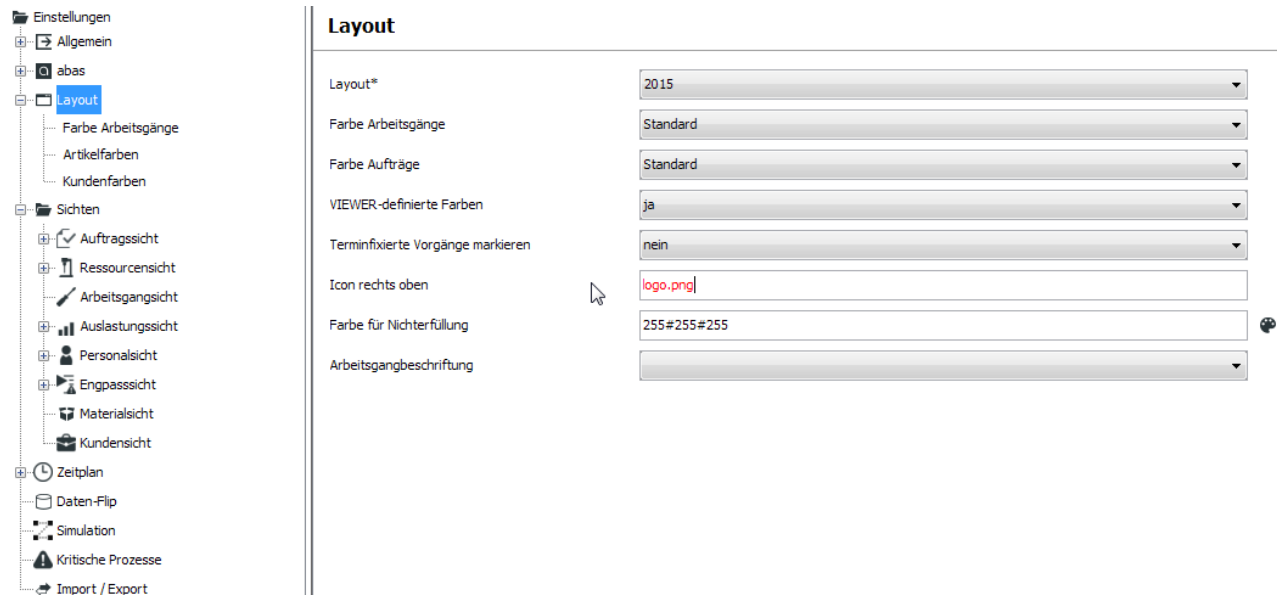 Einstellungen
Allgemein
abas
Layout
Farbe Arbeitsgänge
Artikelfarben
Kundenfarben
Sichten
Auftragssicht
Ressourcensicht
Arbeitsgangsicht
Auslastungssicht
Personalsicht
Engpasssicht
Materialsicht
Kundensicht
Zeitplan
Daten-Flip
Simulation
Kritische Prozesse
Import / Export
Layout
Layout* 2015
Farbe Arbeitsgänge Standard
Farbe Aufträge Standard
VIEWER-definierte Farben ja
Terminfixierte Vorgänge markieren nein
Icon rechts oben logo.png
Farbe für Nichterfüllung 255#255#255
Arbeitsgangbeschriftung